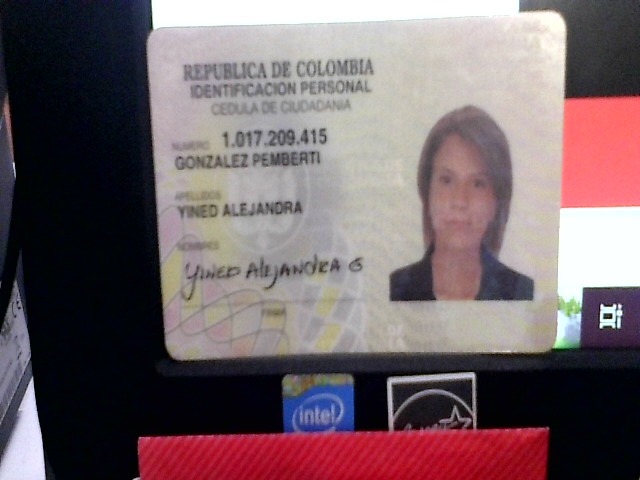 REPUBLICA DE COLOMBIA
IDENTIFICACION PERSONAL
CEDULA DE CIUDADANIA
NUMERO 1.017.209.415
GONZALEZ PEMBERTI
APELLIDOS
YINED ALEJANDRA
NOMBRES
YINED AlEjANDRA G
FIRMA
intel